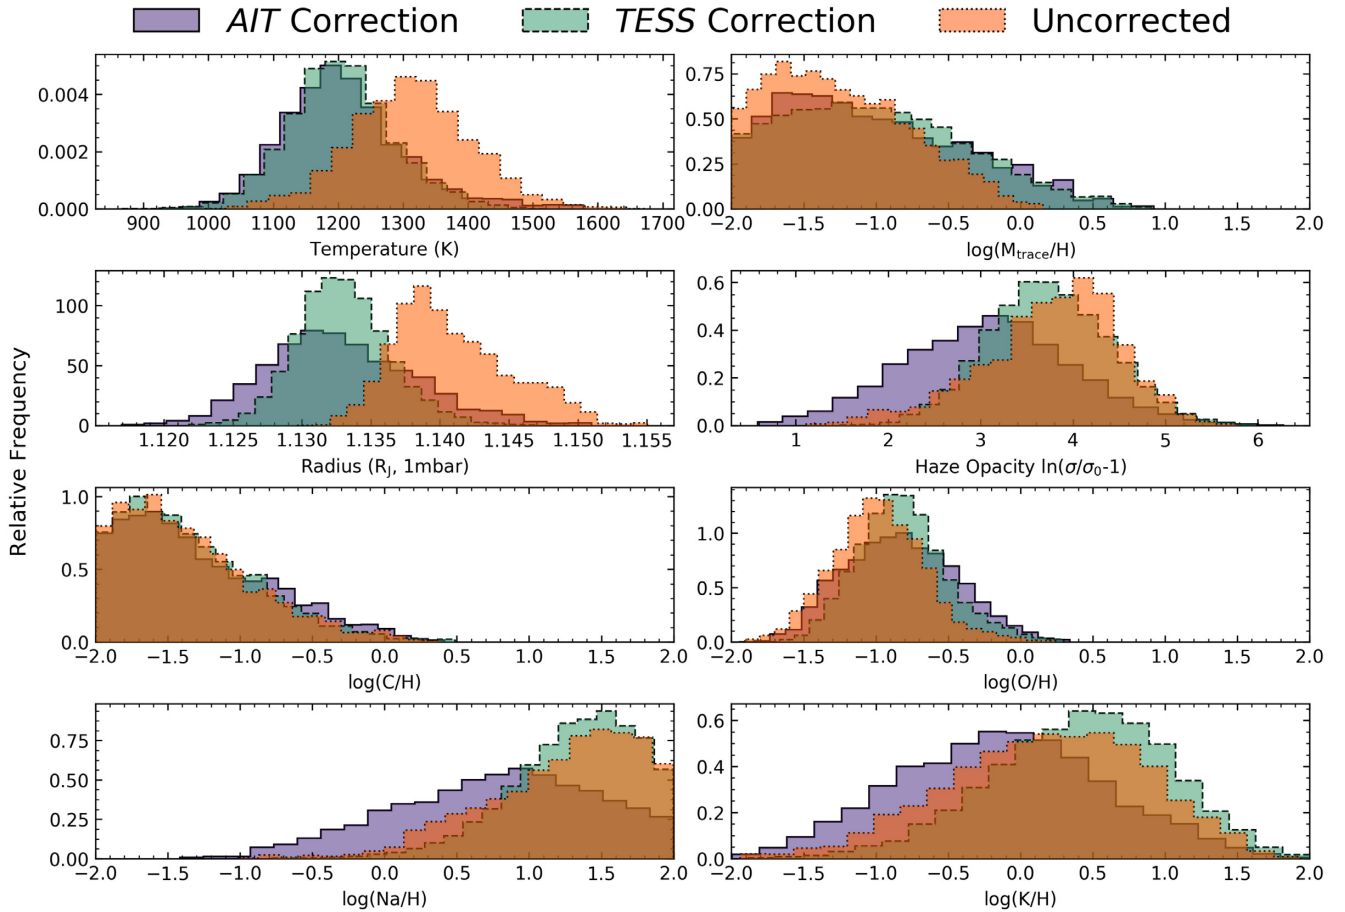 AIT Correction TESS Correction Uncorrected
0.004
0.002
0.000
900 1000 1100 1200 1300 1400 1500 1600 1700
Temperature (K)
0.75
0.50
0.25
0.00
−2.0 −1.5 −1.0 −0.5 0.0 0.5 1.0 1.5 2.0
log(Mtrace/H)
100
50
0
1.120 1.125 1.130 1.135 1.140 1.145 1.150 1.155
Radius (RJ, 1mbar)
0.6
0.4
0.2
0.0
1 2 3 4 5 6
Haze Opacity ln(σ/σ0-1)
Relative Frequency
1.0
0.5
0.0
−2.0 −1.5 −1.0 −0.5 0.0 0.5 1.0 1.5 2.0
log(C/H)
1.0
0.5
0.0
−2.0 −1.5 −1.0 −0.5 0.0 0.5 1.0 1.5 2.0
log(O/H)
0.75
0.50
0.25
0.00
−2.0 −1.5 −1.0 −0.5 0.0 0.5 1.0 1.5 2.0
log(Na/H)
0.6
0.4
0.2
0.0
−2.0 −1.5 −1.0 −0.5 0.0 0.5 1.0 1.5 2.0
log(K/H)